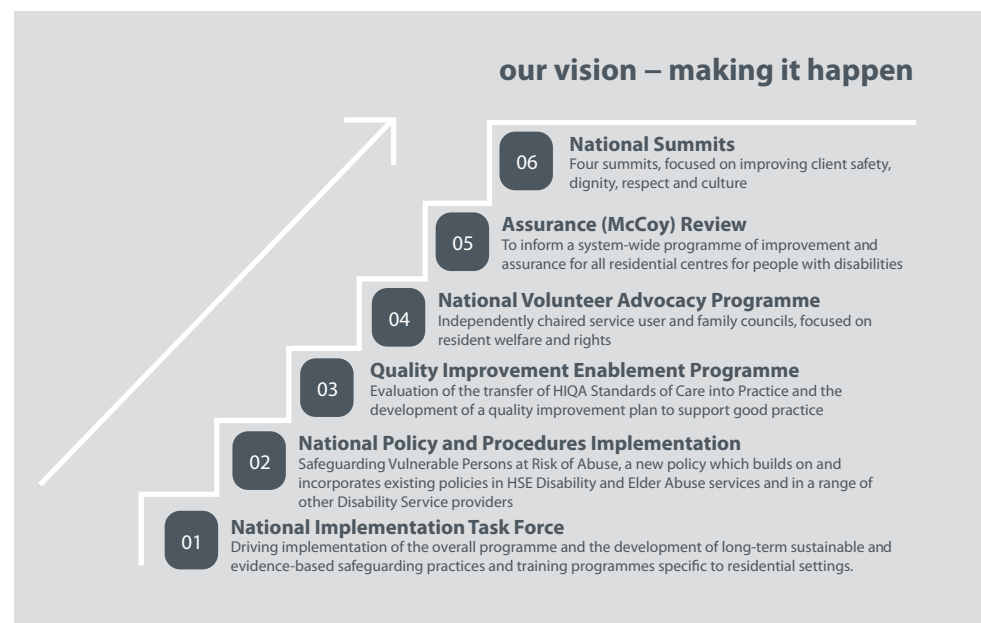 our vision – making it happen
06
National Summits
Four summits, focused on improving client safety,
dignity, respect and culture
05
Assurance (McCoy) Review
To inform a system-wide programme of improvement and
assurance for all residential centres for people with disabilities
04
National Volunteer Advocacy Programme
Independently chaired service user and family councils, focused on
resident welfare and rights
03
Quality Improvement Enablement Programme
Evaluation of the transfer of HIQA Standards of Care into Practice and the
development of a quality improvement plan to support good practice
02
National Policy and Procedures Implementation
Safeguarding Vulnerable Persons at Risk of Abuse, a new policy which builds on and
incorporates existing policies in HSE Disability and Elder Abuse services and in a range of
other Disability Service providers
01
National Implementation Task Force
Driving implementation of the overall programme and the development of long-term sustainable and
evidence-based safeguarding practices and training programmes specific to residential settings.